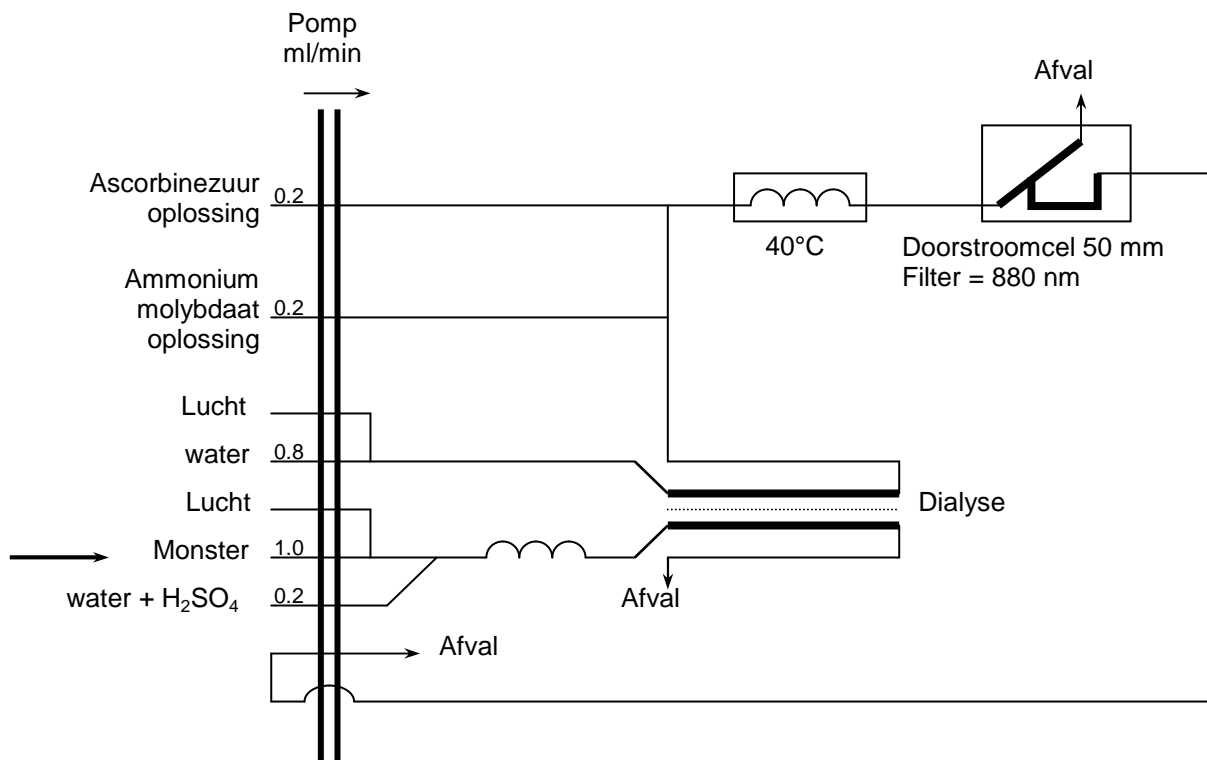 Pomp
ml/min
Afval
Ascorbinezuur
oplossing
0.2
40°C
Doorstroomcel 50 mm
Filter = 880 nm
Ammonium
molybdaat
oplossing
0.2
Lucht
water
0.8
Lucht
Dialyse
Monster
1.0
water + H₂SO₄
0.2
Afval
Afval